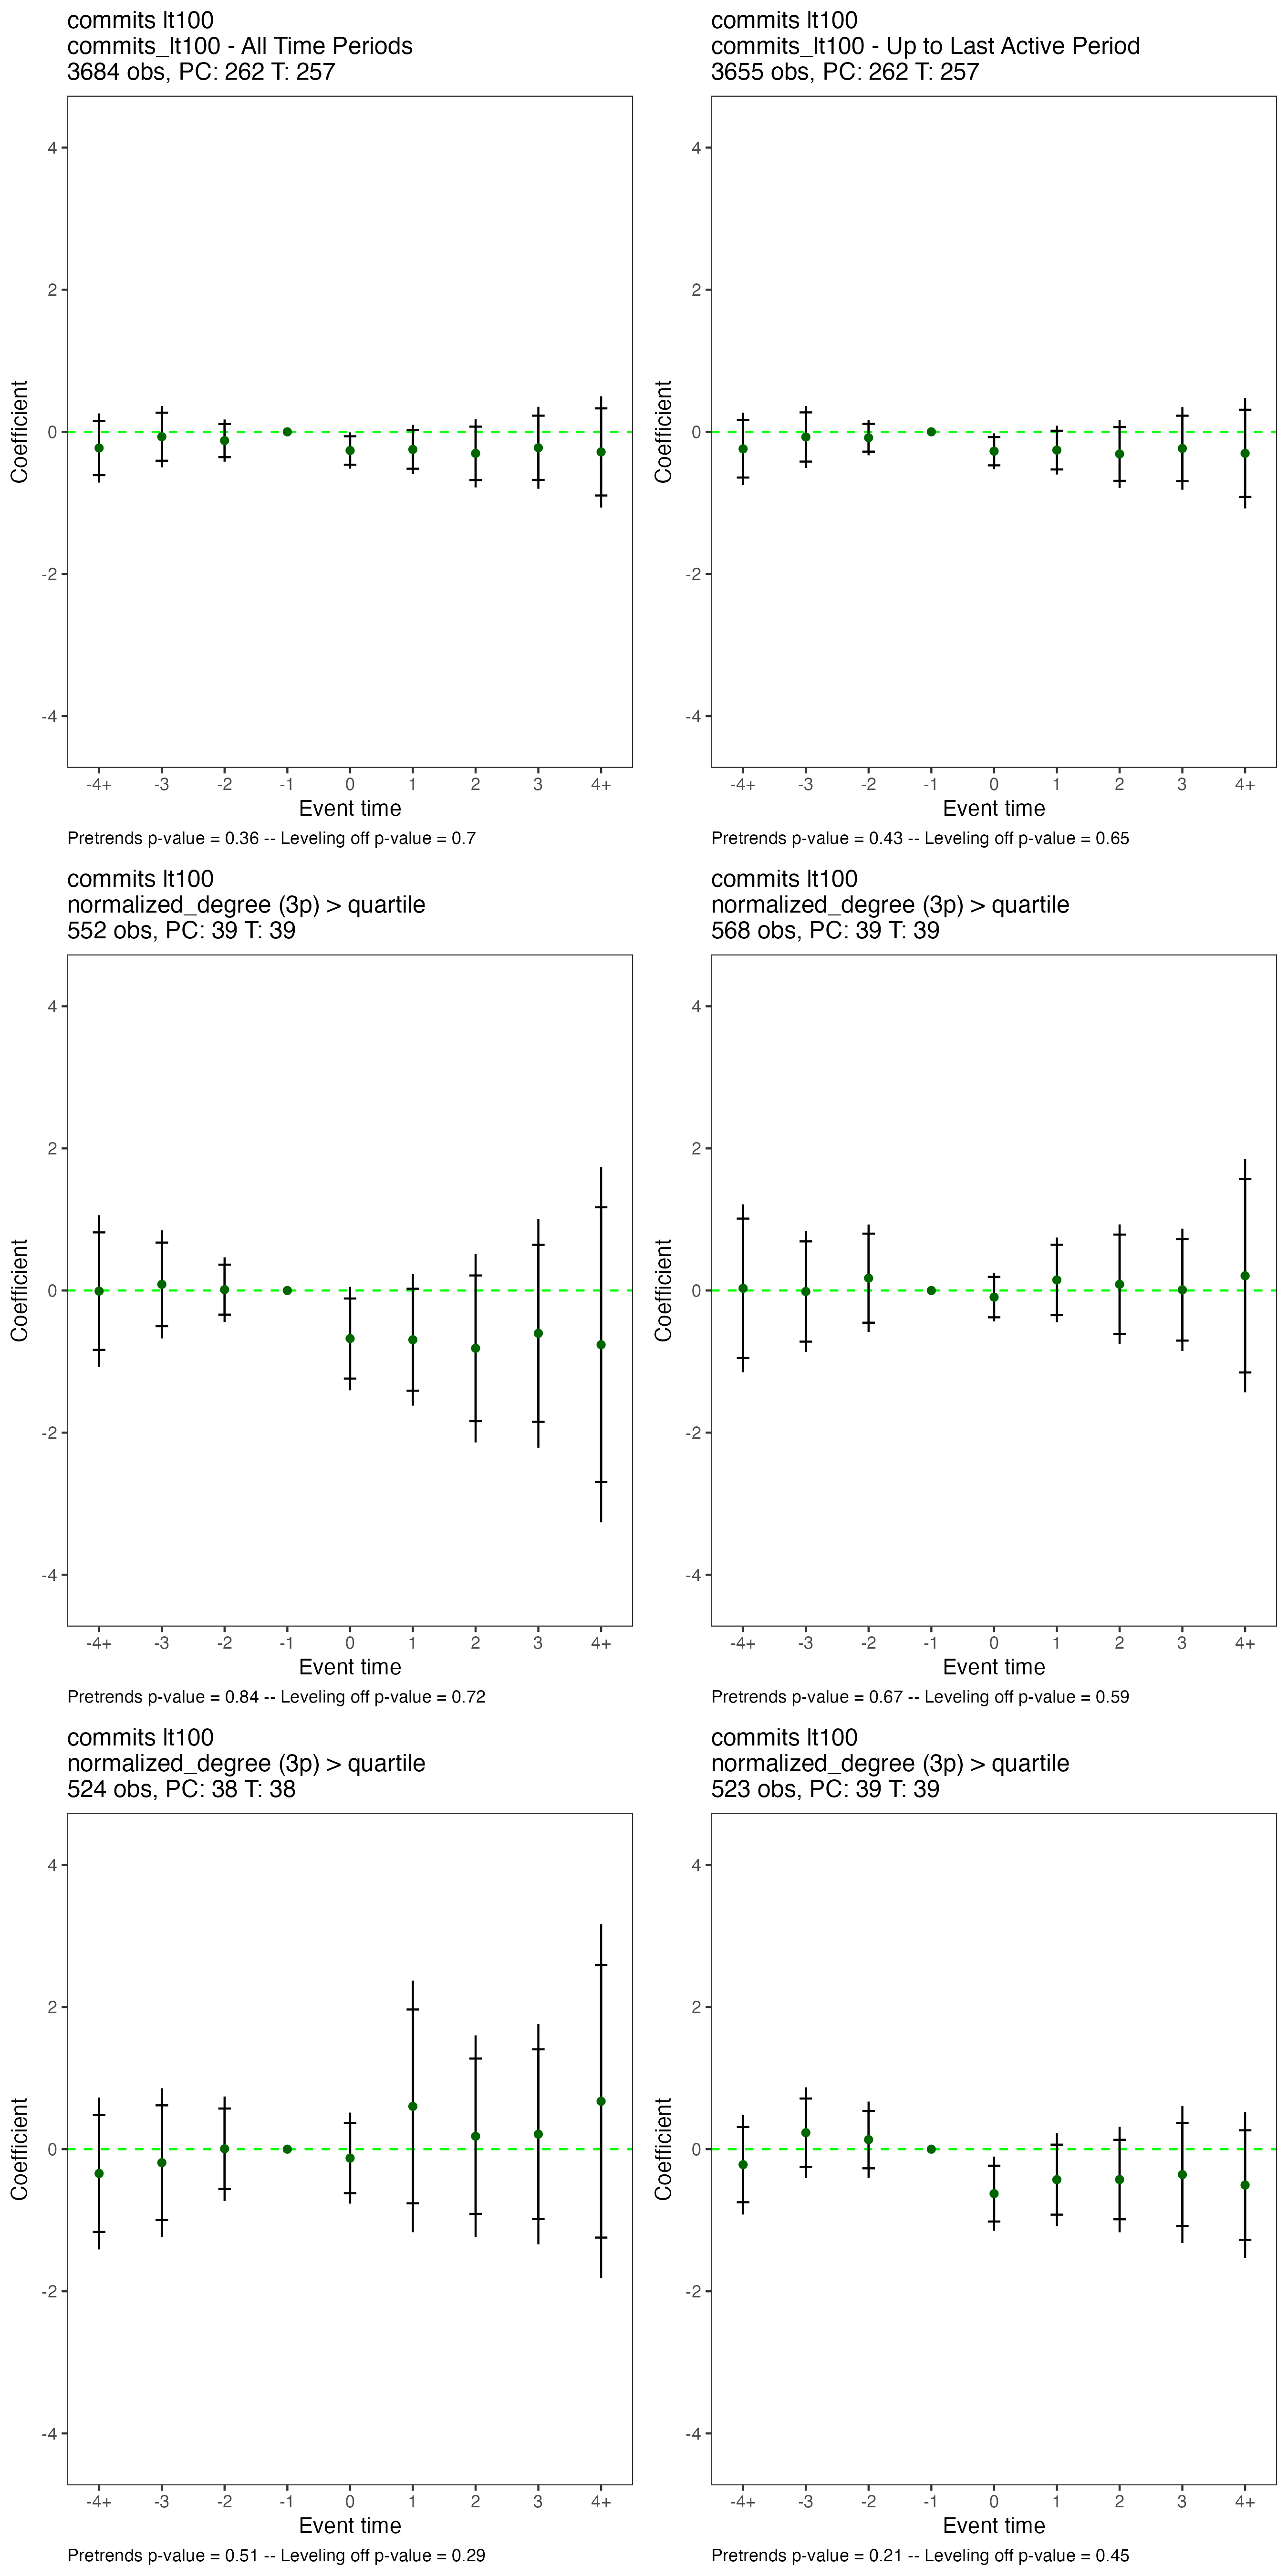 commits lt100
commits_lt100 - All Time Periods
3684 obs, PC: 262 T: 257
4
2
0
-2
-4
Coefficient
-4+ -3 -2 -1 0 1 2 3 4+
Event time
Pretrends p-value = 0.36 -- Leveling off p-value = 0.7
commits lt100
commits_lt100 - Up to Last Active Period
3655 obs, PC: 262 T: 257
4
2
0
-2
-4
Coefficient
-4+ -3 -2 -1 0 1 2 3 4+
Event time
Pretrends p-value = 0.43 -- Leveling off p-value = 0.65
commits lt100
normalized_degree (3p) > quartile
552 obs, PC: 39 T: 39
4
2
0
-2
-4
Coefficient
-4+ -3 -2 -1 0 1 2 3 4+
Event time
Pretrends p-value = 0.84 -- Leveling off p-value = 0.72
commits lt100
normalized_degree (3p) > quartile
568 obs, PC: 39 T: 39
4
2
0
-2
-4
Coefficient
-4+ -3 -2 -1 0 1 2 3 4+
Event time
Pretrends p-value = 0.67 -- Leveling off p-value = 0.59
commits lt100
normalized_degree (3p) > quartile
524 obs, PC: 38 T: 38
4
2
0
-2
-4
Coefficient
-4+ -3 -2 -1 0 1 2 3 4+
Event time
Pretrends p-value = 0.51 -- Leveling off p-value = 0.29
commits lt100
normalized_degree (3p) > quartile
523 obs, PC: 39 T: 39
4
2
0
-2
-4
Coefficient
-4+ -3 -2 -1 0 1 2 3 4+
Event time
Pretrends p-value = 0.21 -- Leveling off p-value = 0.45